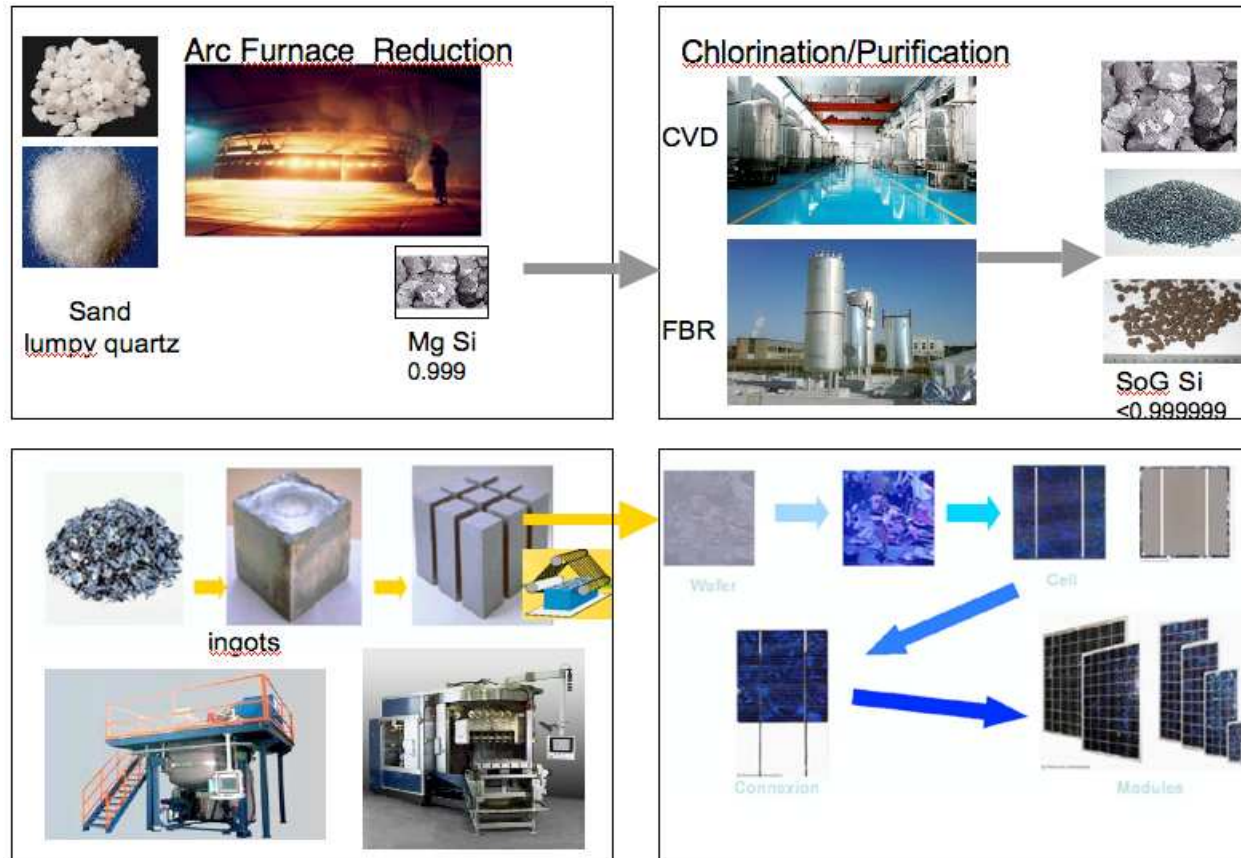 Arc Furnace Reduction
Sand
lumpy quartz
Mg Si
0.999
Chlorination/Purification
CVD
FBR
SoG Si
<0.999999
ingots
Wafer
Cell
Connexion
Modules